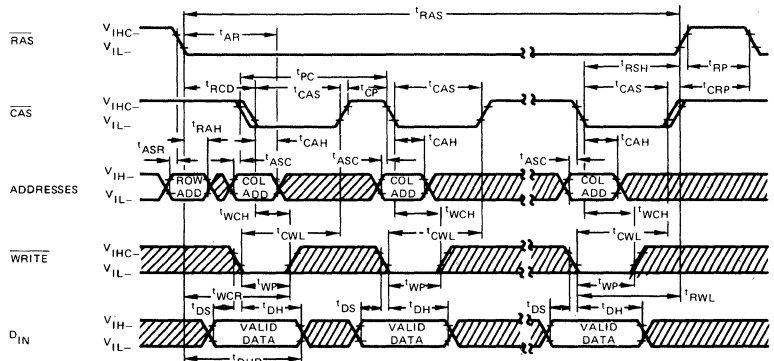 tRAS
RAS
VIHC–
VIL–
tAR
tRSH
tRP
tPC
tRCD
tCAS
tCP
tCAS
tCAS
tCRP
CAS
VIHC–
VIL–
tRAH
tCAH
tCAH
tCAH
tASR
tASC
tASC
tASC
ADDRESSES
VIH–
VIL–
ROW ADD
COL ADD
COL ADD
COL ADD
tWCH
tWCH
tWCH
tCWL
tCWL
tCWL
WRITE
VIHC–
VIL–
tWP
tWP
tWP
tWCR
tRWL
tDS
tDH
tDS
tDH
tDS
tDH
DIN
VIH–
VIL–
VALID DATA
VALID DATA
VALID DATA
tDHR